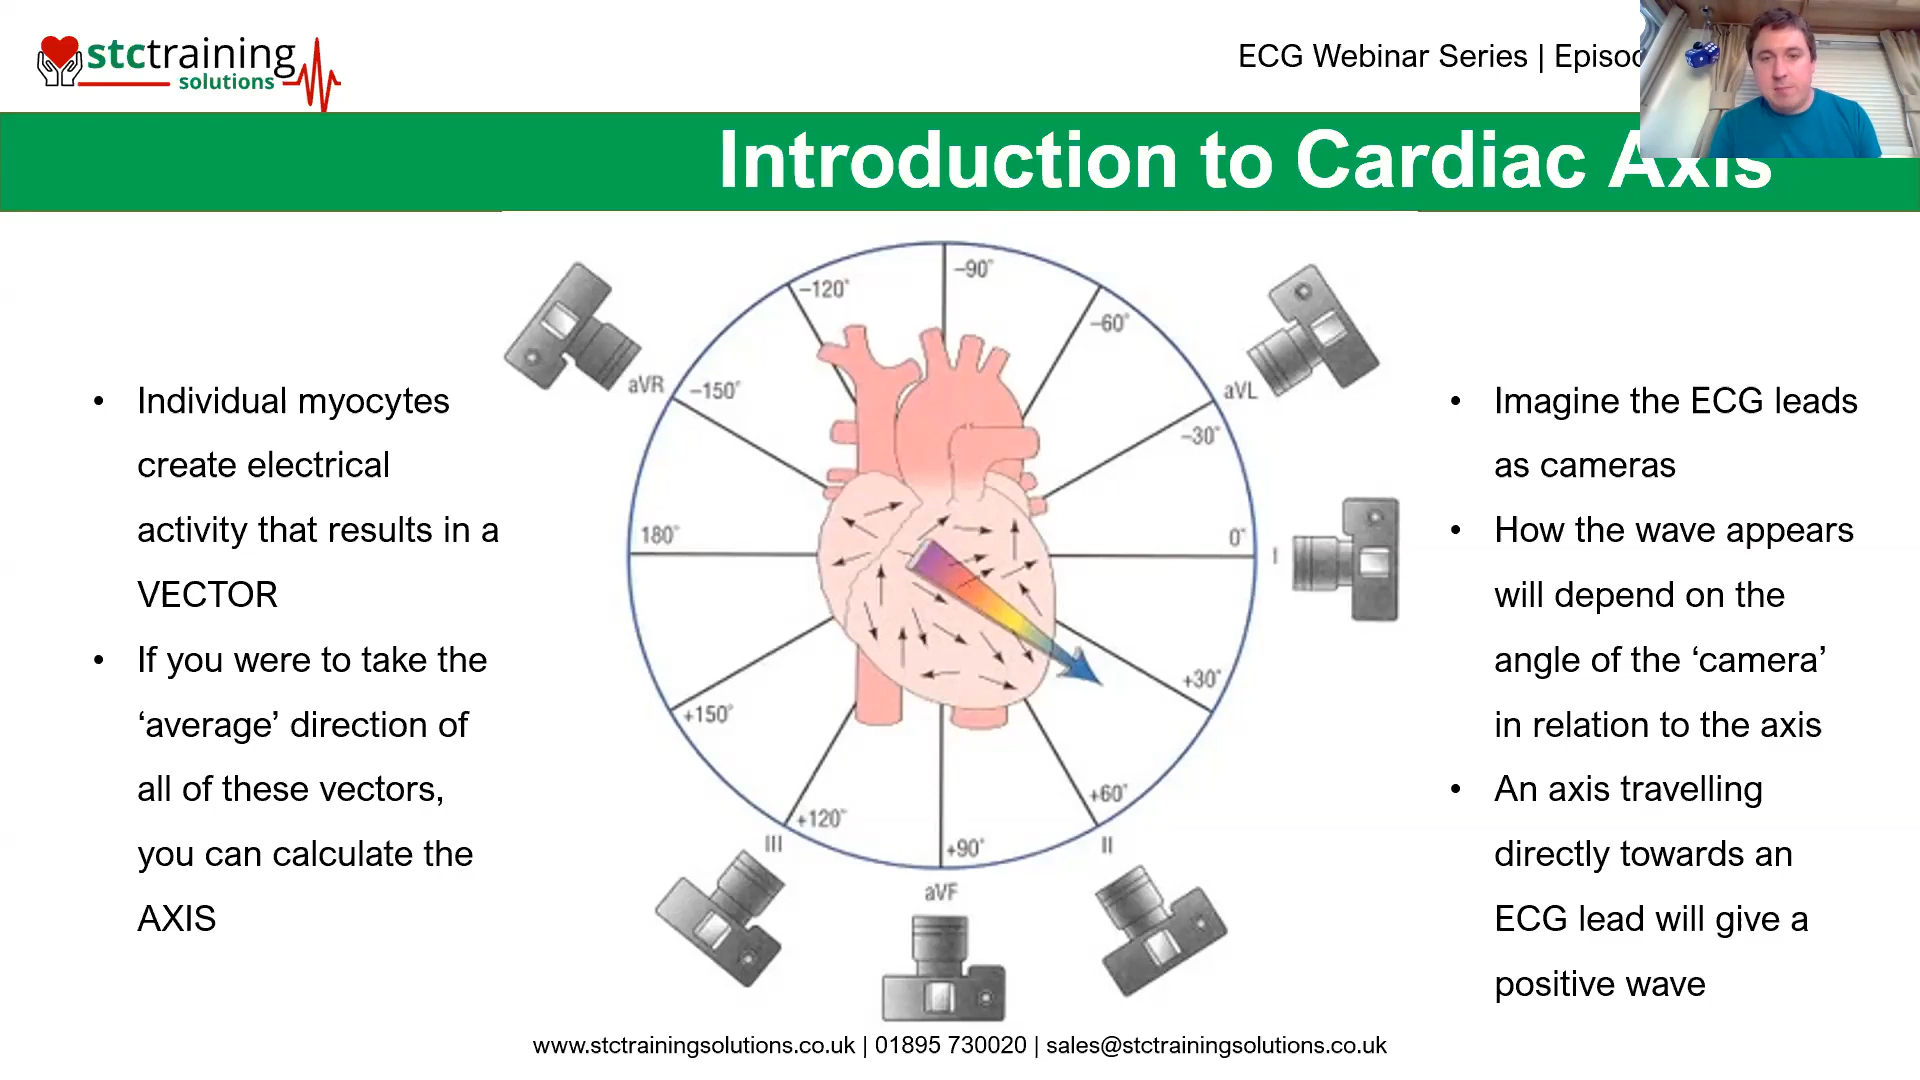 stctraining
solutions
ECG Webinar Series | Episo
Introduction to Cardiac Axis
• Individual myocytes
create electrical
activity that results in a
VECTOR
• If you were to take the
‘average’ direction of
all of these vectors,
you can calculate the
AXIS
–90°
–120°
–60°
aVR
–150°
aVL
–30°
180°
0°
I
+30°
+150°
+60°
+120°
III
+90°
II
aVF
• Imagine the ECG leads
as cameras
• How the wave appears
will depend on the
angle of the ‘camera’
in relation to the axis
• An axis travelling
directly towards an
ECG lead will give a
positive wave
www.stctrainingsolutions.co.uk | 01895 730020 | sales@stctrainingsolutions.co.uk